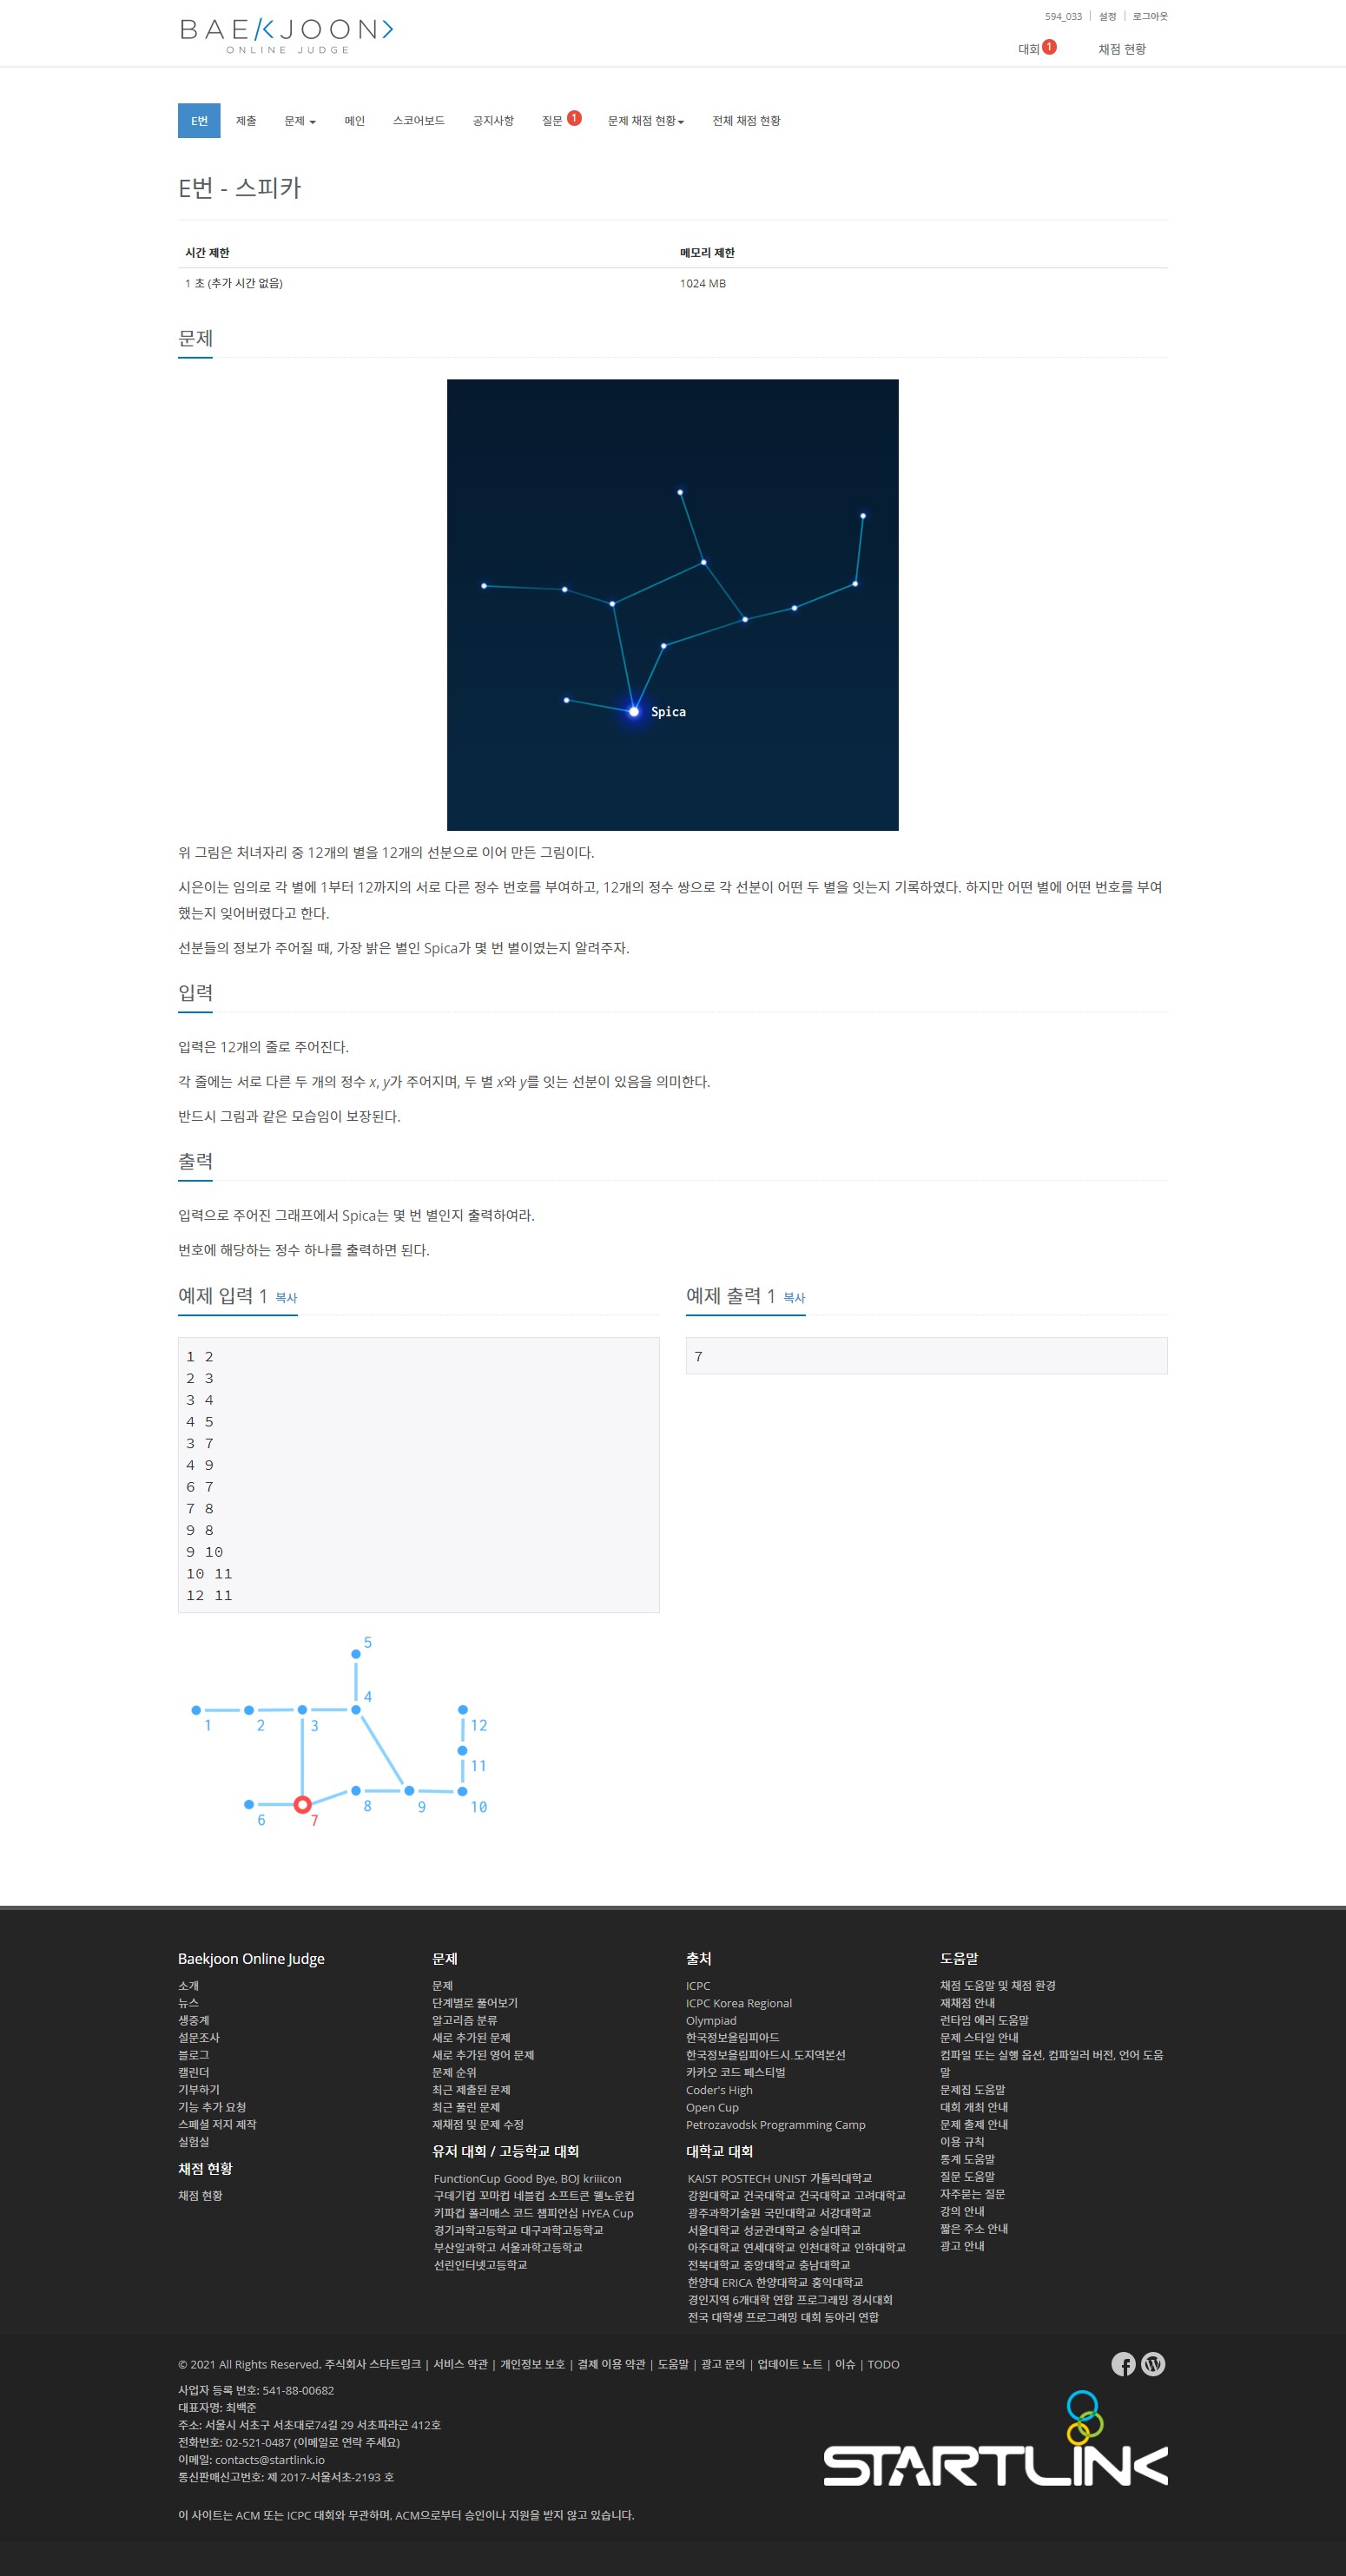 594_033 | 설정 | 로그아웃
BAEKJOON>
ONLINE JUDGE
대회 1 채점 현황
E번 제출 문제 메인 스코어보드 공지사항 질문 1 문제 채점 현황 전체 채점 현황
E번 - 스피카
시간 제한 메모리 제한
1 초 (추가 시간 없음) 1024 MB
문제
Spica
위 그림은 처녀자리 중 12개의 별을 12개의 선분으로 이어 만든 그림이다.
시은이는 임의로 각 별에 1부터 12까지의 서로 다른 정수 번호를 부여하고, 12개의 정수 쌍으로 각 선분이 어떤 두 별을 잇는지 기록하였다. 하지만 어떤 별에 어떤 번호를 부여
했는지 잊어버렸다고 한다.
선분들의 정보가 주어질 때, 가장 밝은 별인 Spica가 몇 번 별이였는지 알려주자.
입력
입력은 12개의 줄로 주어진다.
각 줄에는 서로 다른 두 개의 정수 x, y가 주어지며, 두 별 x와 y를 잇는 선분이 있음을 의미한다.
반드시 그림과 같은 모습임이 보장된다.
출력
입력으로 주어진 그래프에서 Spica는 몇 번 별인지 출력하여라.
번호에 해당하는 정수 하나를 출력하면 된다.
예제 입력 1 복사
1 2
2 3
3 4
4 5
3 7
4 9
6 7
7 8
9 8
9 10
10 11
12 11
예제 출력 1 복사
7
5
4
1 2 3 12
11
6 7 8 9 10
Baekjoon Online Judge
소개
뉴스
생중계
설문조사
블로그
캘린더
기부하기
기능 추가 요청
스페셜 저지 제작
실험실
채점 현황
채점 현황
문제
문제
단계별로 풀어보기
알고리즘 분류
새로 추가된 문제
새로 추가된 영어 문제
문제 순위
최근 제출된 문제
최근 풀린 문제
재채점 및 문제 수정
유저 대회 / 고등학교 대회
FunctionCup Good Bye, BOJ kriiicon
구데기컵 꼬마컵 네블컵 소프트콘 웰노운컵
키파컵 폴리매스 코드 챔피언십 HYEA Cup
경기과학고등학교 대구과학고등학교
부산일과학고 서울과학고등학교
선린인터넷고등학교
출처
ICPC
ICPC Korea Regional
Olympiad
한국정보올림피아드
한국정보올림피아드시.도지역본선
카카오 코드 페스티벌
Coder's High
Open Cup
Petrozavodsk Programming Camp
대학교 대회
KAIST POSTECH UNIST 가톨릭대학교
강원대학교 건국대학교 건국대학교 고려대학교
광주과학기술원 국민대학교 서강대학교
서울대학교 성균관대학교 숭실대학교
아주대학교 연세대학교 인천대학교 인하대학교
전북대학교 중앙대학교 충남대학교
한양대 ERICA 한양대학교 홍익대학교
경인지역 6개대학 연합 프로그래밍 경시대회
전국 대학생 프로그래밍 대회 동아리 연합
도움말
채점 도움말 및 채점 환경
재채점 안내
런타임 에러 도움말
문제 스타일 안내
컴파일 또는 실행 옵션, 컴파일러 버전, 언어 도움
말
문제집 도움말
대회 개최 안내
문제 출제 안내
이용 규칙
통계 도움말
질문 도움말
자주묻는 질문
강의 안내
짧은 주소 안내
광고 안내
© 2021 All Rights Reserved. 주식회사 스타트링크 | 서비스 약관 | 개인정보 보호 | 결제 이용 약관 | 도움말 | 광고 문의 | 업데이트 노트 | 이슈 | TODO
사업자 등록 번호: 541-88-00682
대표자명: 최백준
주소: 서울시 서초구 서초대로74길 29 서초파라곤 412호
전화번호: 02-521-0487 (이메일로 연락 주세요)
이메일: contacts@startlink.io
통신판매신고번호: 제 2017-서울서초-2193 호
STARTLINK
이 사이트는 ACM 또는 ICPC 대회와 무관하며, ACM으로부터 승인이나 지원을 받지 않고 있습니다.